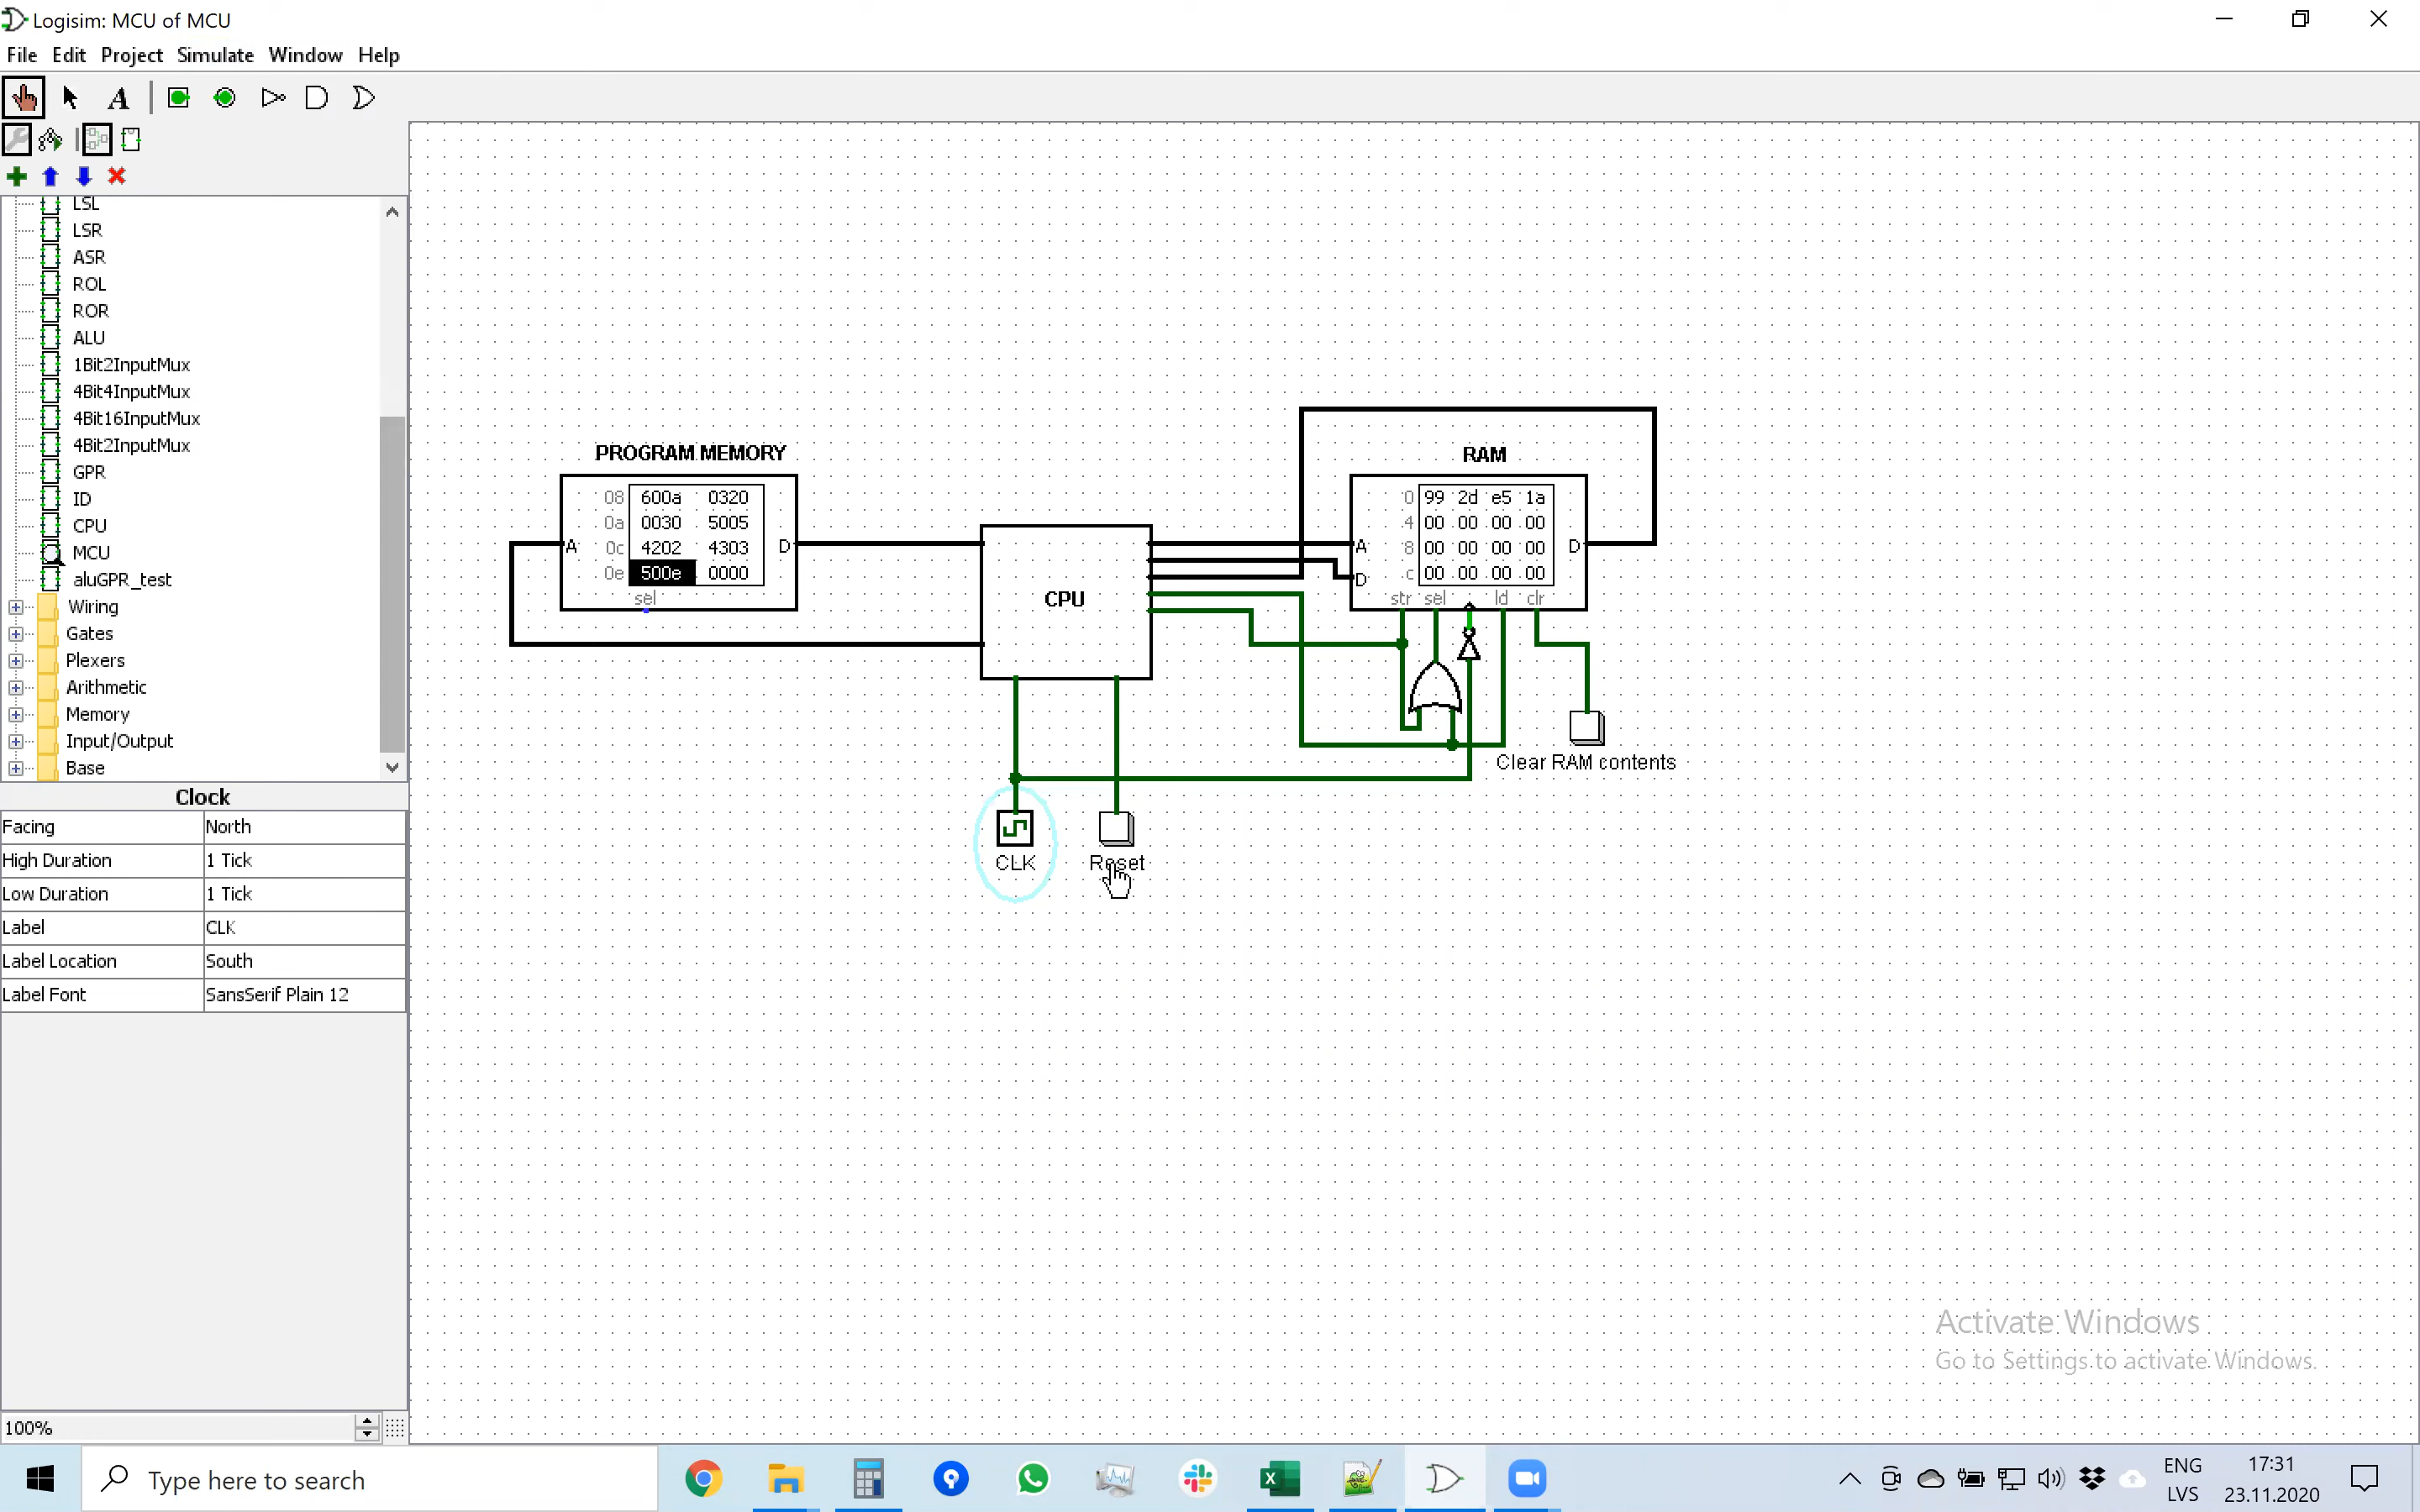 Logisim: MCU of MCU
File Edit Project Simulate Window Help
A
LSL
LSR
ASR
ROL
ROR
ALU
1Bit2InputMux
4Bit4InputMux
4Bit16InputMux
4Bit2InputMux
GPR
ID
CPU
MCU
aluGPR_test
Wiring
Gates
Plexers
Arithmetic
Memory
Input/Output
Base
Clock
Facing North
High Duration 1 Tick
Low Duration 1 Tick
Label CLK
Label Location South
Label Font SansSerif Plain 12
100%
PROGRAM MEMORY
08 600a 0320
0a 0030 5005
A 0c 4202 4303 D
0e 500e 0000
sel
CPU
CLK
Reset
RAM
0 99 2d e5 1a
4 00 00 00 00
A 8 00 00 00 00 D
D c 00 00 00 00
str sel ld clr
Clear RAM contents
Activate Windows
Go to Settings to activate Windows.
Type here to search
ENG
LVS
17:31
23.11.2020